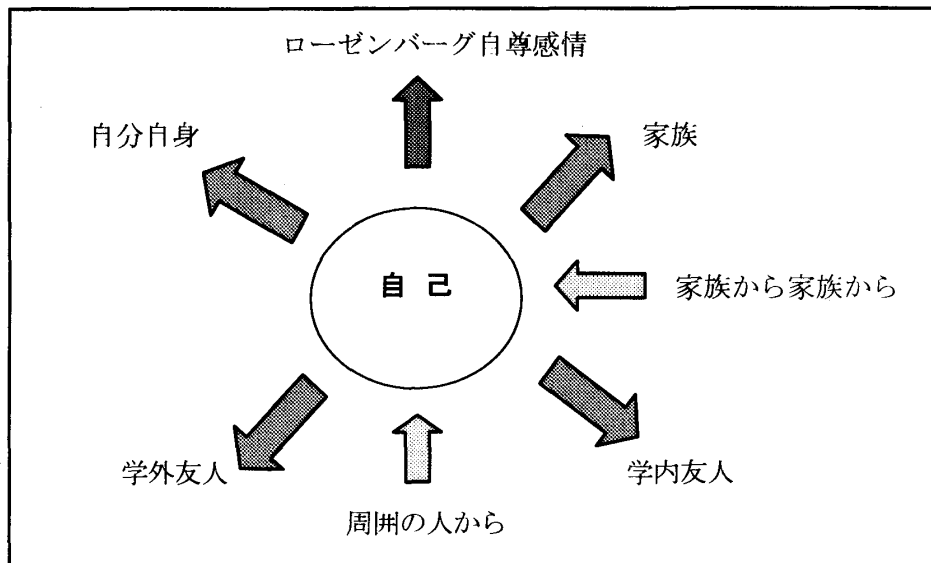 ローゼンバーグ自尊感情
自分自身
家族
自 己
家族から家族から
学外友人
学内友人
周囲の人から